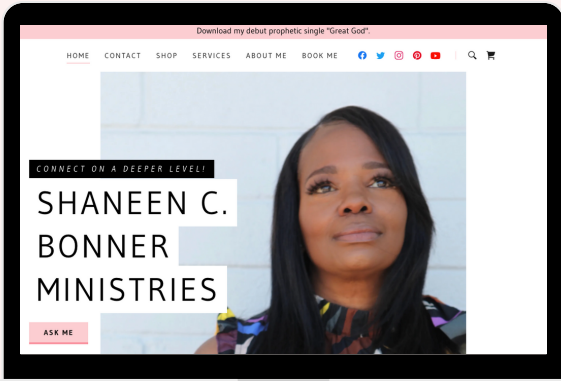 Download my debut prophetic single "Great God".
HOME CONTACT SHOP SERVICES ABOUT ME BOOK ME
CONNECT ON A DEEPER LEVEL!
SHANEEN C.
BONNER
MINISTRIES
ASK ME